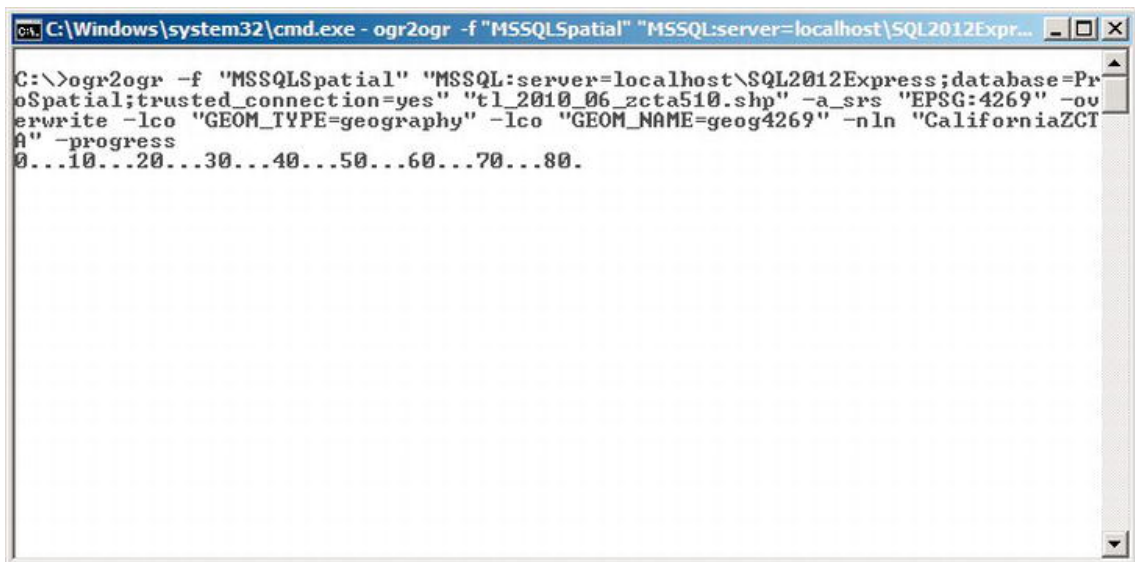 C:\Windows\system32\cmd.exe - ogr2ogr -f "MSSQLSpatial" "MSSQL:server=localhost\SQL2012Expr...
C:\>ogr2ogr -f "MSSQLSpatial" "MSSQL:server=localhost\SQL2012Express;database=Pr
oSpatial;trusted_connection=yes" "tl_2010_06_zcta510.shp" -a_srs "EPSG:4269" -ov
erwrite -lco "GEOM_TYPE=geography" -lco "GEOM_NAME=geog4269" -nln "CaliforniaZCT
A" -progress
0...10...20...30...40...50...60...70...80.